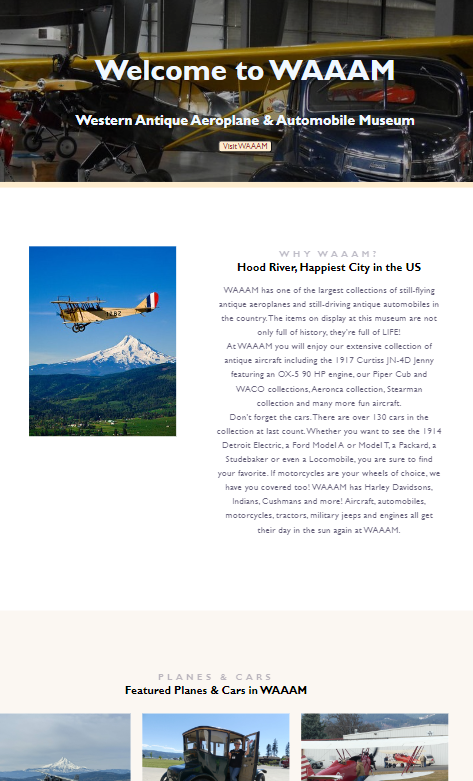 Welcome to WAAAM
Western Antique Aeroplane & Automobile Museum
Visit WAAAM
WHY WAAAM?
Hood River, Happiest City in the US
WAAAM has one of the largest collections of still-flying
antique aeroplanes and still-driving antique automobiles in
the country. The items on display at this museum are not
only full of history, they're full of LIFE!
At WAAAM you will enjoy our extensive collection of
antique aircraft including the 1917 Curtiss JN-4D Jenny
featuring an OX-5 90 HP engine, our Piper Cub and
WACO collections, Aeronca collection, Stearman
collection and many more fun aircraft.
Don't forget the cars. There are over 130 cars in the
collection at last count. Whether you want to see the 1914
Detroit Electric, a Ford Model A or Model T, a Packard, a
Studebaker or even a Locomobile, you are sure to find
your favorite. If motorcycles are your wheels of choice, we
have you covered too! WAAAM has Harley Davidsons,
Indians, Cushmans and more! Aircraft, automobiles,
motorcycles, tractors, military jeeps and engines all get
their day in the sun again at WAAAM.
PLANES & CARS
Featured Planes & Cars in WAAAM